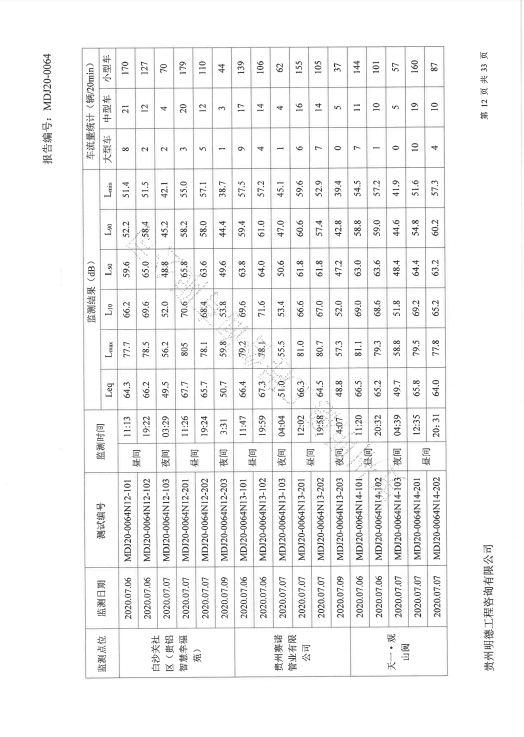 报告编号：MDJ20-0064
监测点位 监测日期 测试编号 监测时间 监测结果（dB） 车流量统计（辆/20min）
Leq Lmax L10 L50 L90 Lmin 大型车 中型车 小型车
白沙关社区（贵铝智慧幸福苑） 2020.07.06 MDJ20-0064N12-101 昼间 11:13 64.3 77.7 66.2 59.6 52.2 51.4 8 21 170
2020.07.06 MDJ20-0064N12-102 19:22 66.2 78.5 69.6 65.0 58.4 51.5 2 12 127
2020.07.07 MDJ20-0064N12-103 夜间 03:29 49.5 56.2 52.0 48.8 45.2 42.1 2 4 70
2020.07.07 MDJ20-0064N12-201 昼间 11:26 67.7 805 70.6 65.8 58.2 55.0 3 20 179
2020.07.07 MDJ20-0064N12-202 19:24 65.7 78.1 68.4 63.6 58.0 57.1 5 12 110
2020.07.09 MDJ20-0064N12-203 夜间 3:31 50.7 59.8 53.8 49.6 44.4 38.7 1 3 44
贵州赛诺管业有限公司 2020.07.06 MDJ20-0064N13-101 昼间 11:47 66.4 79.2 69.6 63.8 59.4 57.5 9 17 139
2020.07.06 MDJ20-0064N13-102 19:59 67.3 78.1 71.6 64.0 61.0 57.2 4 14 106
2020.07.07 MDJ20-0064N13-103 夜间 04:04 51.0 55.5 53.4 50.6 47.0 45.1 1 4 62
2020.07.07 MDJ20-0064N13-201 昼间 12:02 66.3 81.0 66.6 61.8 60.6 59.6 6 16 155
2020.07.07 MDJ20-0064N13-202 19:58 64.5 80.7 67.0 61.8 57.4 52.9 7 14 105
2020.07.09 MDJ20-0064N13-203 夜间 4:07 48.8 57.3 52.0 47.2 42.8 39.4 0 5 37
天一·观山阅 2020.07.06 MDJ20-0064N14-101 昼间 11:20 66.5 81.1 69.0 63.0 58.8 54.5 7 11 144
2020.07.06 MDJ20-0064N14-102 20:32 65.2 79.3 68.6 63.6 59.0 57.2 1 10 101
2020.07.07 MDJ20-0064N14-103 夜间 04:39 49.7 58.8 51.8 48.4 44.6 41.9 0 5 57
2020.07.07 MDJ20-0064N14-201 昼间 12:35 65.8 79.5 69.2 64.4 54.8 51.6 10 19 160
2020.07.07 MDJ20-0064N14-202 20:31 64.0 77.8 65.2 63.2 60.2 57.3 4 10 87
贵州明德工程咨询有限公司
第 12 页 共 33 页